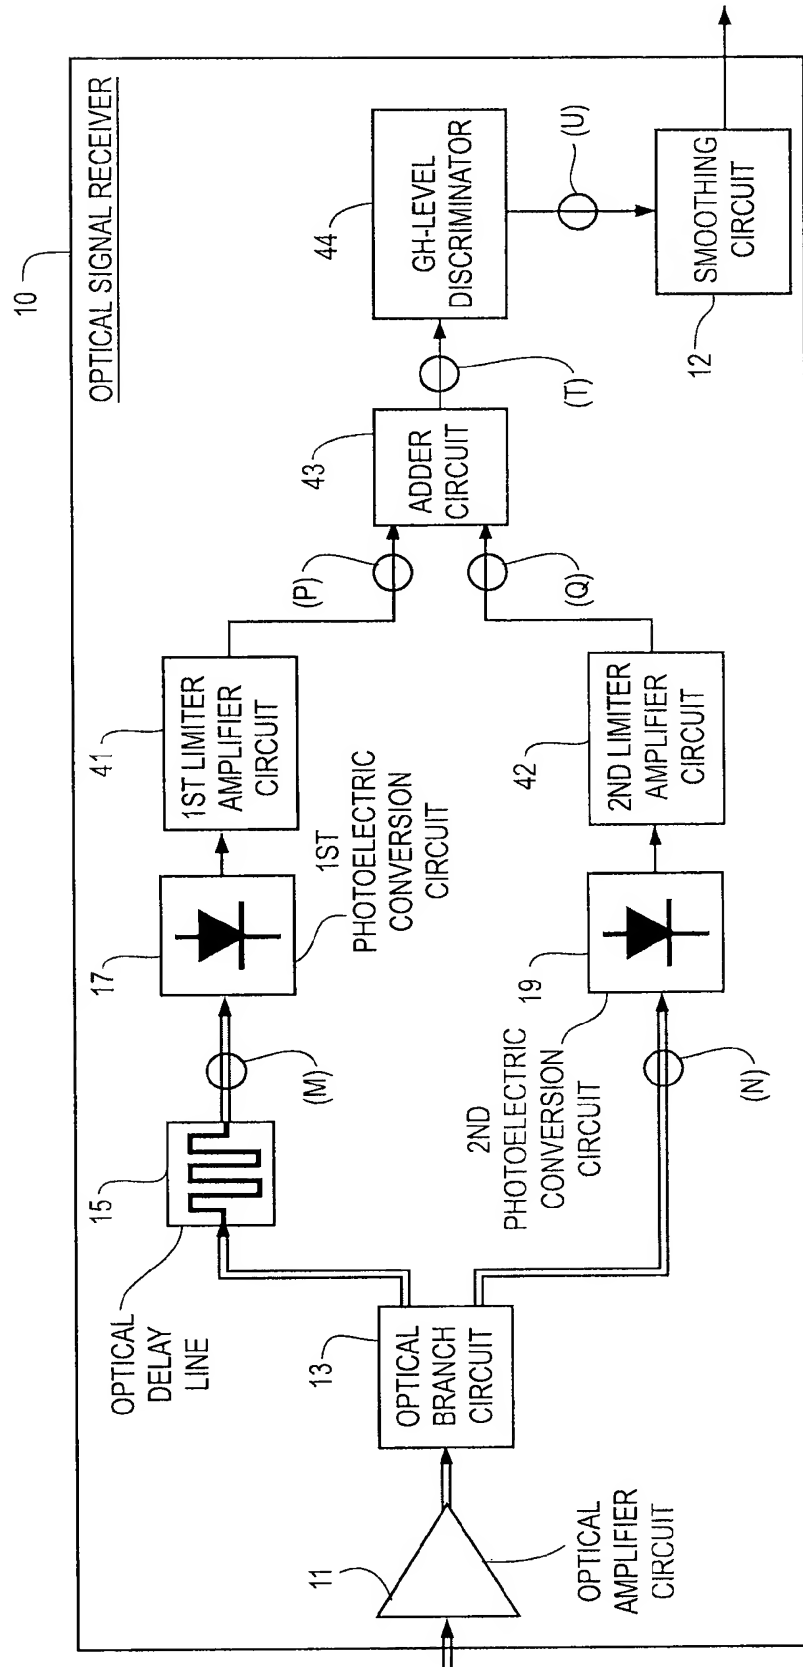 10
OPTICAL SIGNAL RECEIVER
11
OPTICAL
AMPLIFIER
CIRCUIT
13
OPTICAL
BRANCH
CIRCUIT
OPTICAL
DELAY
LINE
15
(M)
17
1ST
PHOTOELECTRIC
CONVERSION
CIRCUIT
41
1ST LIMITER
AMPLIFIER
CIRCUIT
(P)
2ND
PHOTOELECTRIC
CONVERSION
CIRCUIT
(N)
19
42
2ND LIMITER
AMPLIFIER
CIRCUIT
(Q)
43
ADDER
CIRCUIT
(T)
44
GH-LEVEL
DISCRIMINATOR
(U)
12
SMOOTHING
CIRCUIT